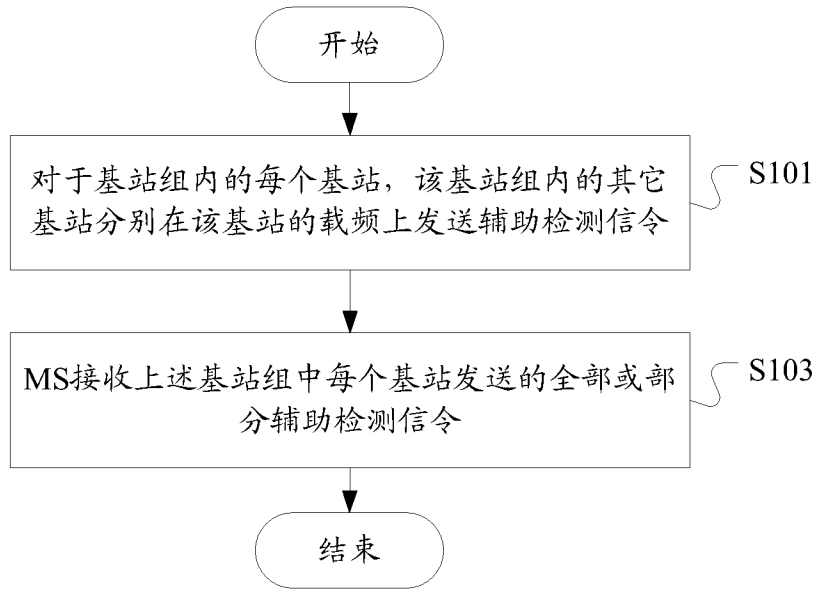 开始
对于基站组内的每个基站，该基站组内的其它
基站分别在该基站的载频上发送辅助检测信令
S101
MS接收上述基站组中每个基站发送的全部或部
分辅助检测信令
S103
结束